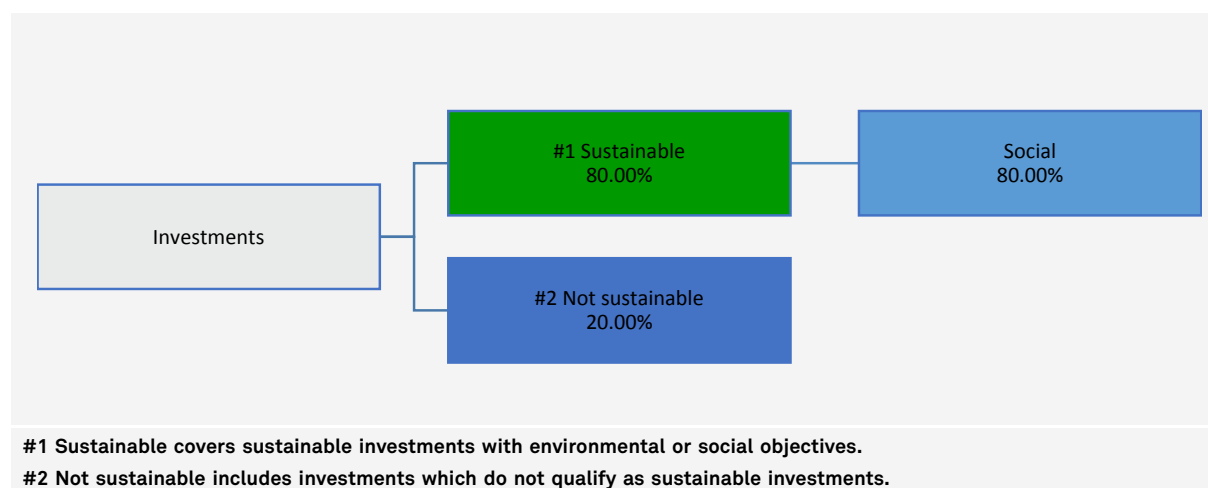 Investments
#1 Sustainable
80.00%
Social
80.00%
#2 Not sustainable
20.00%
#1 Sustainable covers sustainable investments with environmental or social objectives.
#2 Not sustainable includes investments which do not qualify as sustainable investments.